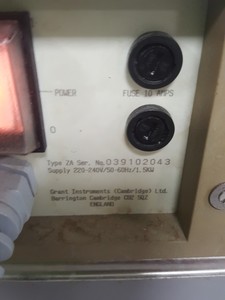 POWER
FUSE 10 AMPS
O
Type ZA Ser. No. 039102043
Supply 220-240V/50-60Hz/1.5KW
Grant Instruments (Cambridge) Ltd.
Barrington Cambridge CB2 5QZ
ENGLAND